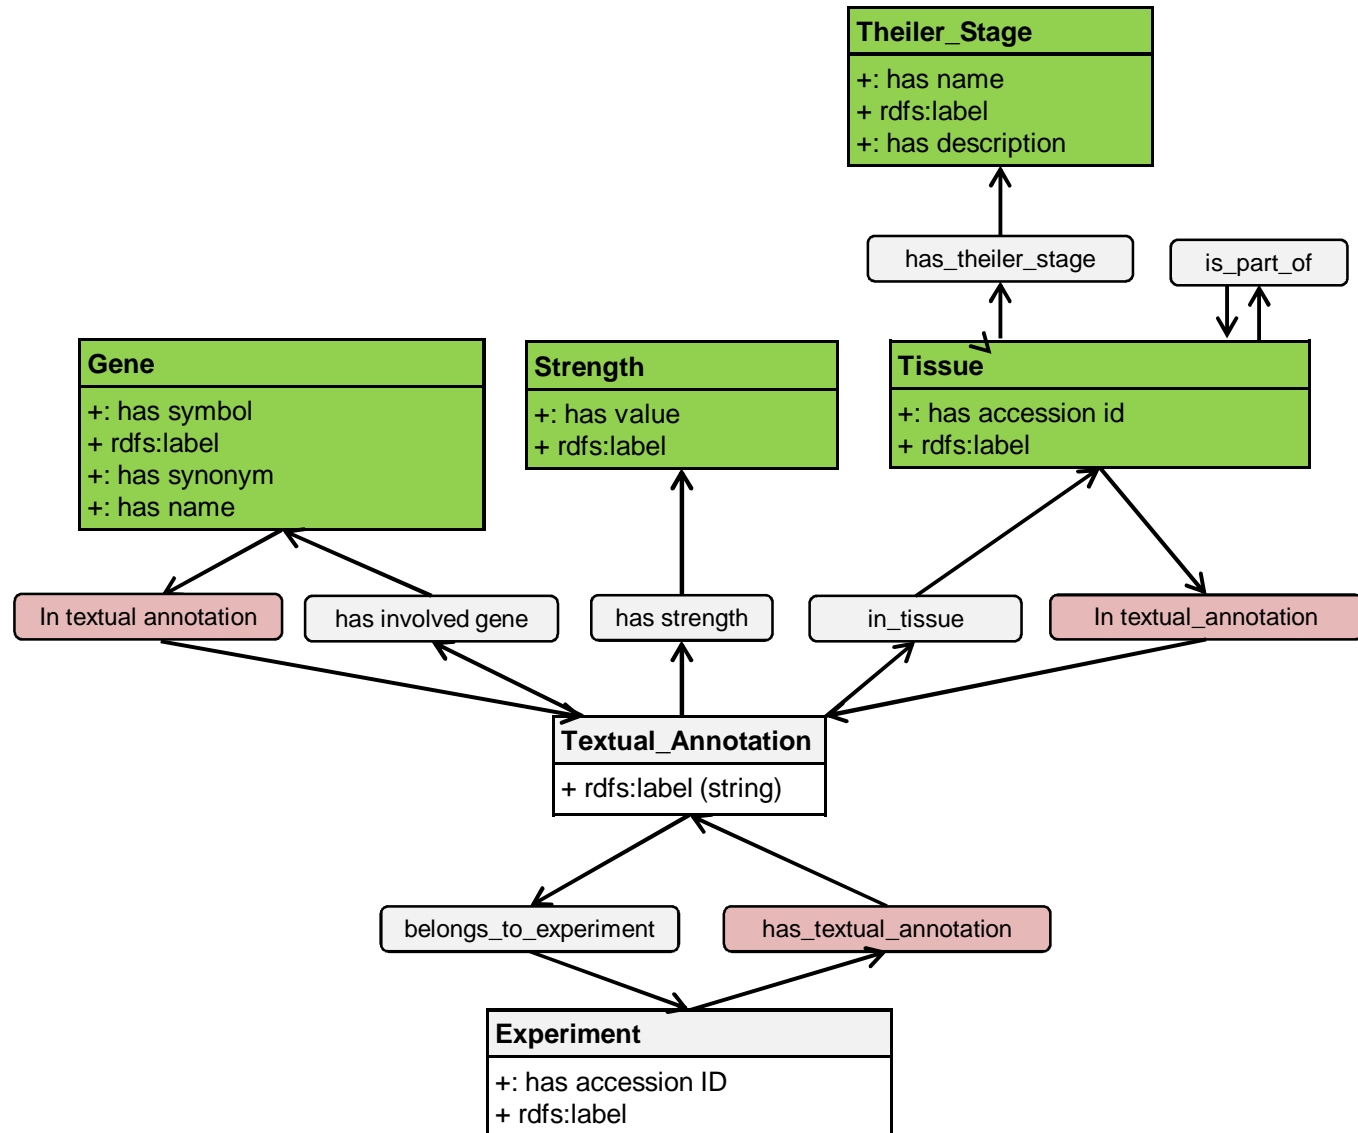 Theiler_Stage
+: has name
+ rdfs:label
+: has description
has_theiler_stage
is_part_of
Gene
+: has symbol
+ rdfs:label
+: has synonym
+: has name
Strength
+: has value
+ rdfs:label
Tissue
+: has accession id
+ rdfs:label
In textual annotation
has involved gene
has strength
in_tissue
In textual_annotation
Textual_Annotation
+ rdfs:label (string)
belongs_to_experiment
has_textual_annotation
Experiment
+: has accession ID
+ rdfs:label